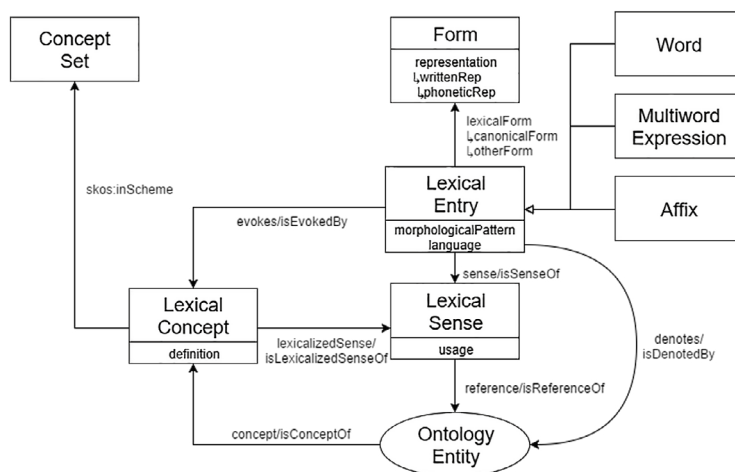 Concept
Set
Form
representation
↳writtenRep
↳phoneticRep
Word
Multiword
Expression
Affix
lexicalForm
↳canonicalForm
↳otherForm
skos:inScheme
Lexical
Entry
morphologicalPattern
language
evokes/isEvokedBy
sense/isSenseOf
Lexical
Concept
definition
lexicalizedSense/
isLexicalizedSenseOf
Lexical
Sense
usage
denotes/
isDenotedBy
reference/isReferenceOf
concept/isConceptOf
Ontology
Entity